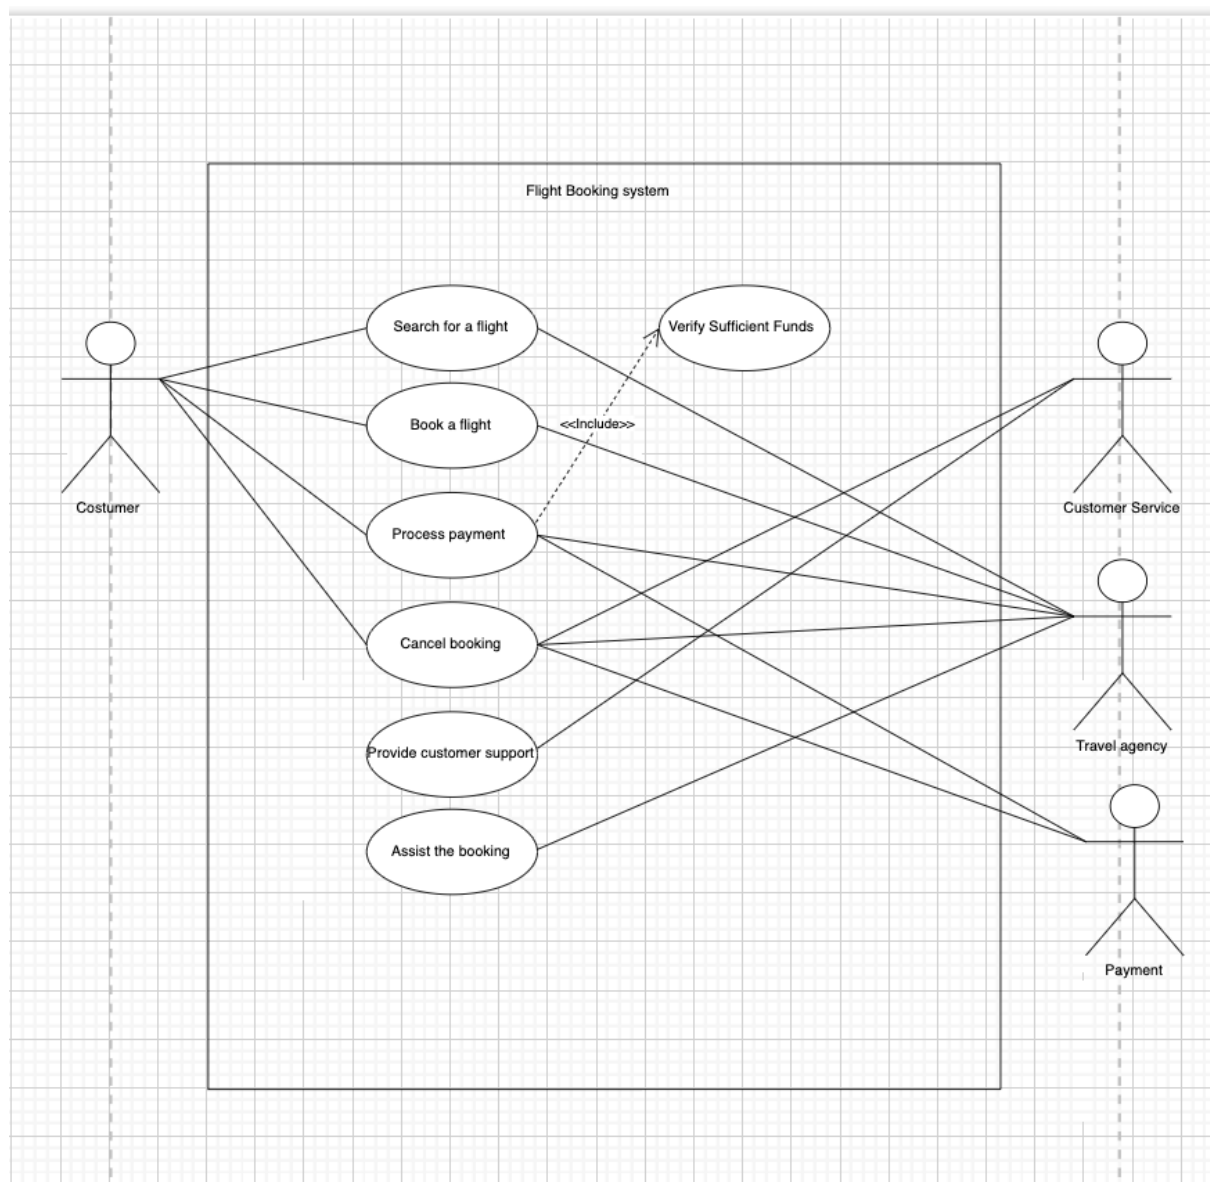 Flight Booking system
Search for a flight
Verify Sufficient Funds
Book a flight
<<Include>>
Costumer
Customer Service
Process payment
Cancel booking
Provide customer support
Travel agency
Assist the booking
Payment